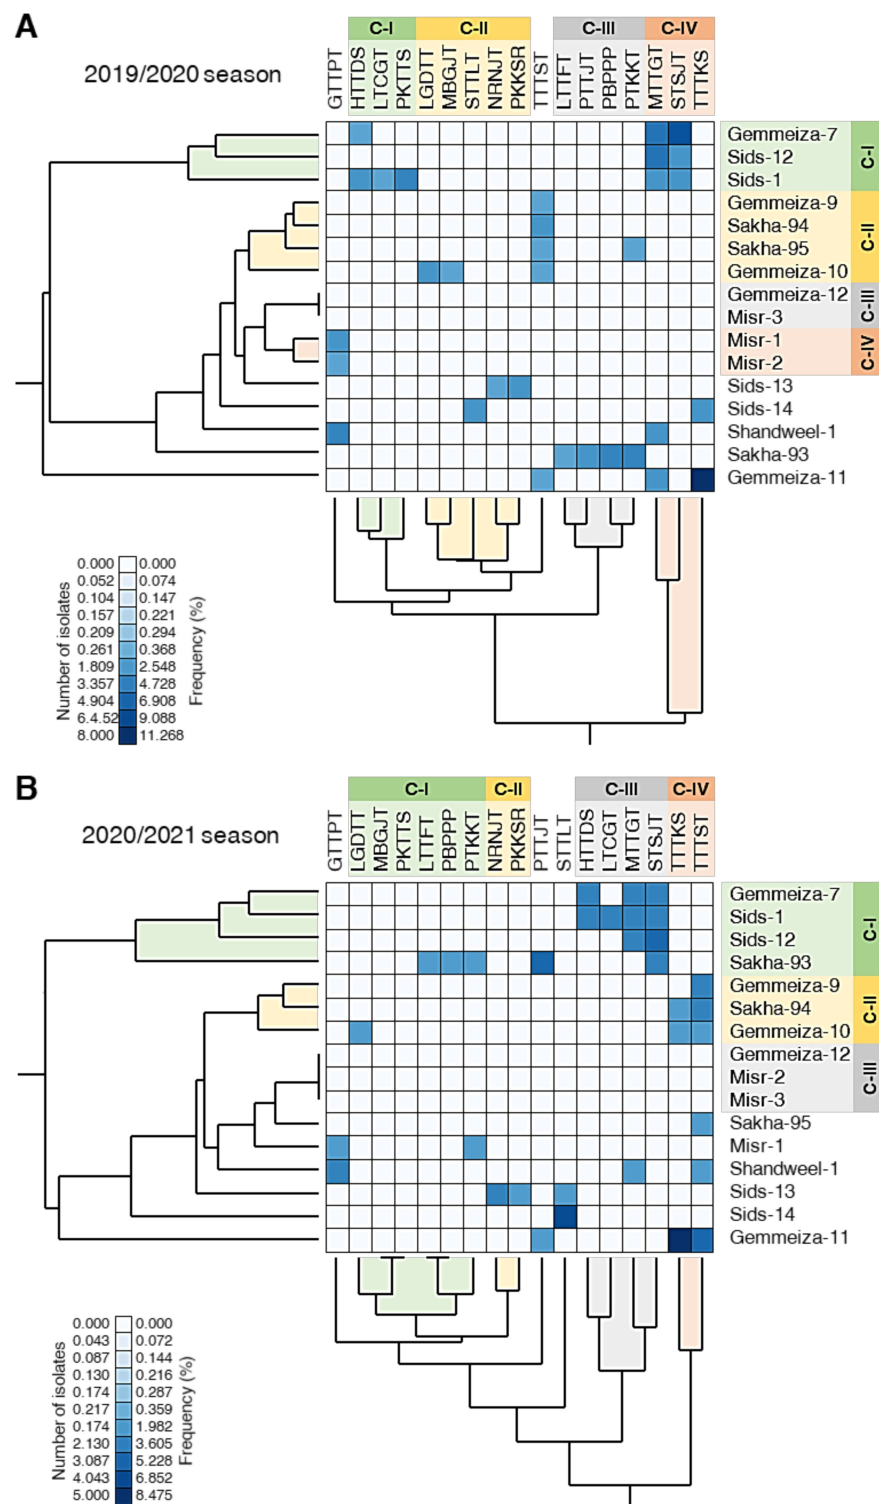 A
2019/2020 season
C-I C-II C-III C-IV
GTTPT HTTDS LTCGT PKTTS LGDTT MBGJT STTLT NRNJT PKKSR TTTST LTTFT PTTJT PBPPP PTKKT MTTGT STSJT TTTKS
Gemmeiza-7
Sids-12
Sids-1
C-I
Gemmeiza-9
Sakha-94
Sakha-95
Gemmeiza-10
C-II
Gemmeiza-12
Misr-3
C-III
Misr-1
Misr-2
C-IV
Sids-13
Sids-14
Shandweel-1
Sakha-93
Gemmeiza-11
Number of isolates
Frequency (%)
0.000 0.000
0.052 0.074
0.104 0.147
0.157 0.221
0.209 0.294
0.261 0.368
1.809 2.548
3.357 4.728
4.904 6.908
6.4.52 9.088
8.000 11.268
B
2020/2021 season
C-I C-II C-III C-IV
GTTPT LGDTT MBGJT PKTTS LTTFT PBPPP PTKKT NRNJT PKKSR PTTJT STTLT HTTDS LTCGT MTTGT STSJT TTTKS TTTST
Gemmeiza-7
Sids-1
Sids-12
Sakha-93
C-I
Gemmeiza-9
Sakha-94
Gemmeiza-10
C-II
Gemmeiza-12
Misr-2
Misr-3
C-III
Sakha-95
Misr-1
Shandweel-1
Sids-13
Sids-14
Gemmeiza-11
Number of isolates
Frequency (%)
0.000 0.000
0.043 0.072
0.087 0.144
0.130 0.216
0.174 0.287
0.217 0.359
0.174 1.982
2.130 3.605
3.087 5.228
4.043 6.852
5.000 8.475